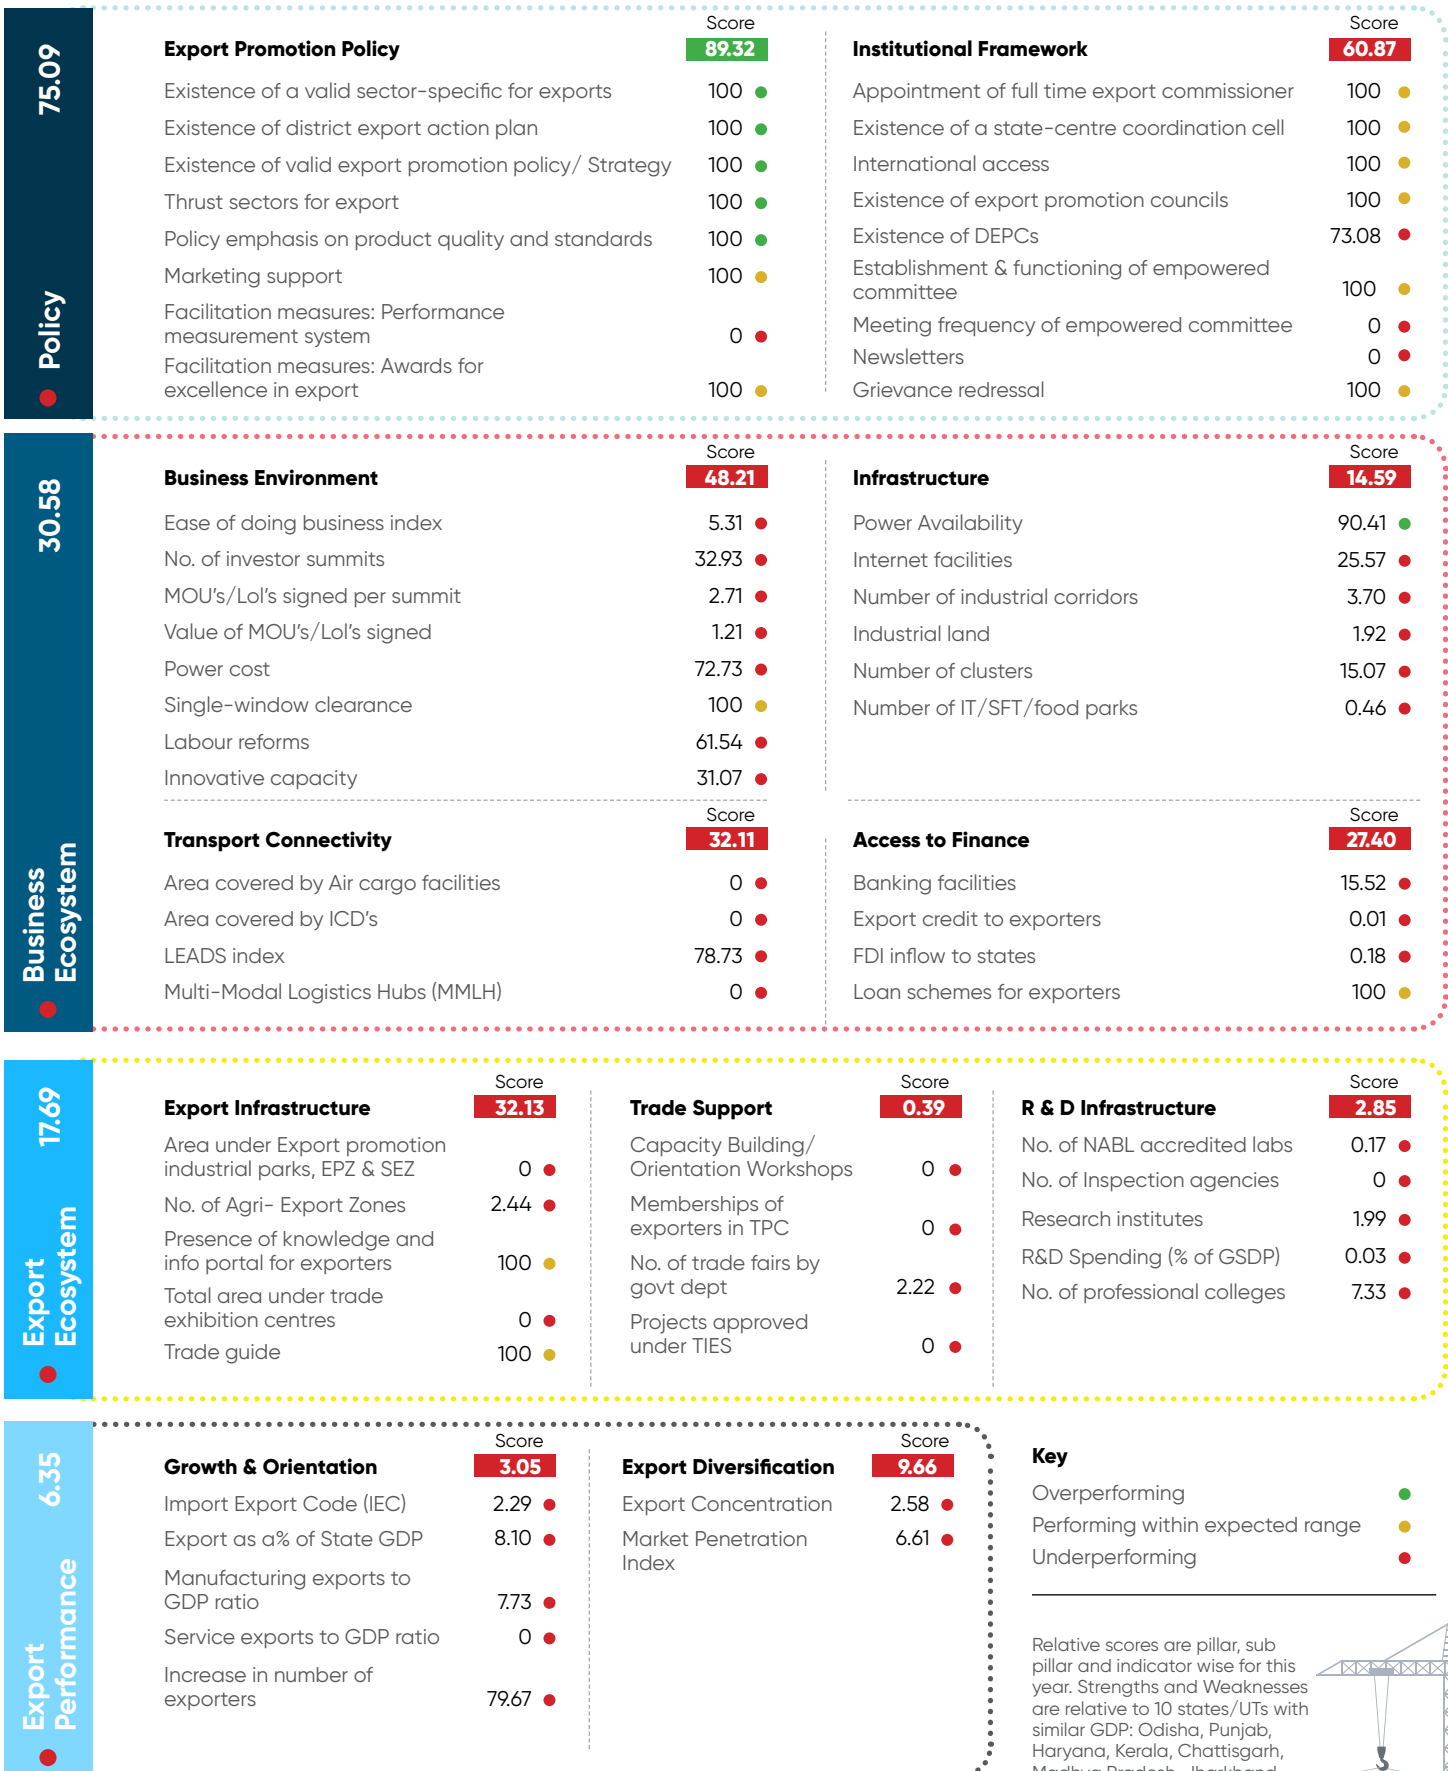 75.09
Policy
Score
Export Promotion Policy 89.32
Existence of a valid sector-specific for exports 100
Existence of district export action plan 100
Existence of valid export promotion policy/ Strategy 100
Thrust sectors for export 100
Policy emphasis on product quality and standards 100
Marketing support 100
Facilitation measures: Performance
measurement system 0
Facilitation measures: Awards for
excellence in export 100
Score
Institutional Framework 60.87
Appointment of full time export commissioner 100
Existence of a state-centre coordination cell 100
International access 100
Existence of export promotion councils 100
Existence of DEPCs 73.08
Establishment & functioning of empowered
committee 100
Meeting frequency of empowered committee 0
Newsletters 0
Grievance redressal 100
30.58
Business
Ecosystem
Score
Business Environment 48.21
Ease of doing business index 5.31
No. of investor summits 32.93
MOU's/LoI's signed per summit 2.71
Value of MOU's/LoI's signed 1.21
Power cost 72.73
Single-window clearance 100
Labour reforms 61.54
Innovative capacity 31.07
Score
Infrastructure 14.59
Power Availability 90.41
Internet facilities 25.57
Number of industrial corridors 3.70
Industrial land 1.92
Number of clusters 15.07
Number of IT/SFT/food parks 0.46
Score
Transport Connectivity 32.11
Area covered by Air cargo facilities 0
Area covered by ICD's 0
LEADS index 78.73
Multi-Modal Logistics Hubs (MMLH) 0
Score
Access to Finance 27.40
Banking facilities 15.52
Export credit to exporters 0.01
FDI inflow to states 0.18
Loan schemes for exporters 100
17.69
Export
Ecosystem
Score
Export Infrastructure 32.13
Area under Export promotion
industrial parks, EPZ & SEZ 0
No. of Agri- Export Zones 2.44
Presence of knowledge and
info portal for exporters 100
Total area under trade
exhibition centres 0
Trade guide 100
Score
Trade Support 0.39
Capacity Building/
Orientation Workshops 0
Memberships of
exporters in TPC 0
No. of trade fairs by
govt dept 2.22
Projects approved
under TIES 0
Score
R & D Infrastructure 2.85
No. of NABL accredited labs 0.17
No. of Inspection agencies 0
Research institutes 1.99
R&D Spending (% of GSDP) 0.03
No. of professional colleges 7.33
6.35
Export
Performance
Score
Growth & Orientation 3.05
Import Export Code (IEC) 2.29
Export as a% of State GDP 8.10
Manufacturing exports to
GDP ratio 7.73
Service exports to GDP ratio 0
Increase in number of
exporters 79.67
Score
Export Diversification 9.66
Export Concentration 2.58
Market Penetration 6.61
Index
Key
Overperforming
Performing within expected range
Underperforming
Relative scores are pillar, sub
pillar and indicator wise for this
year. Strengths and Weaknesses
are relative to 10 states/UTs with
similar GDP: Odisha, Punjab,
Haryana, Kerala, Chattisgarh,
Madhya Pradesh, Jharkhand